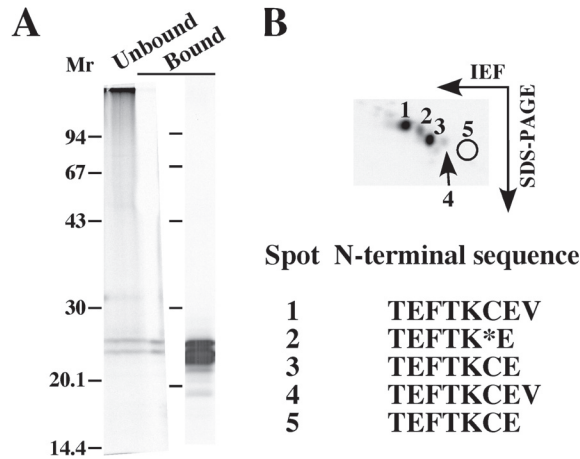 A
Unbound
Bound
Mr
94
67
43
30
20.1
14.4
B
IEF
SDS-PAGE
1
2
3
5
4
Spot N-terminal sequence
1 TEFTKCEV
2 TEFTK*E
3 TEFTKCE
4 TEFTKCEV
5 TEFTKCE